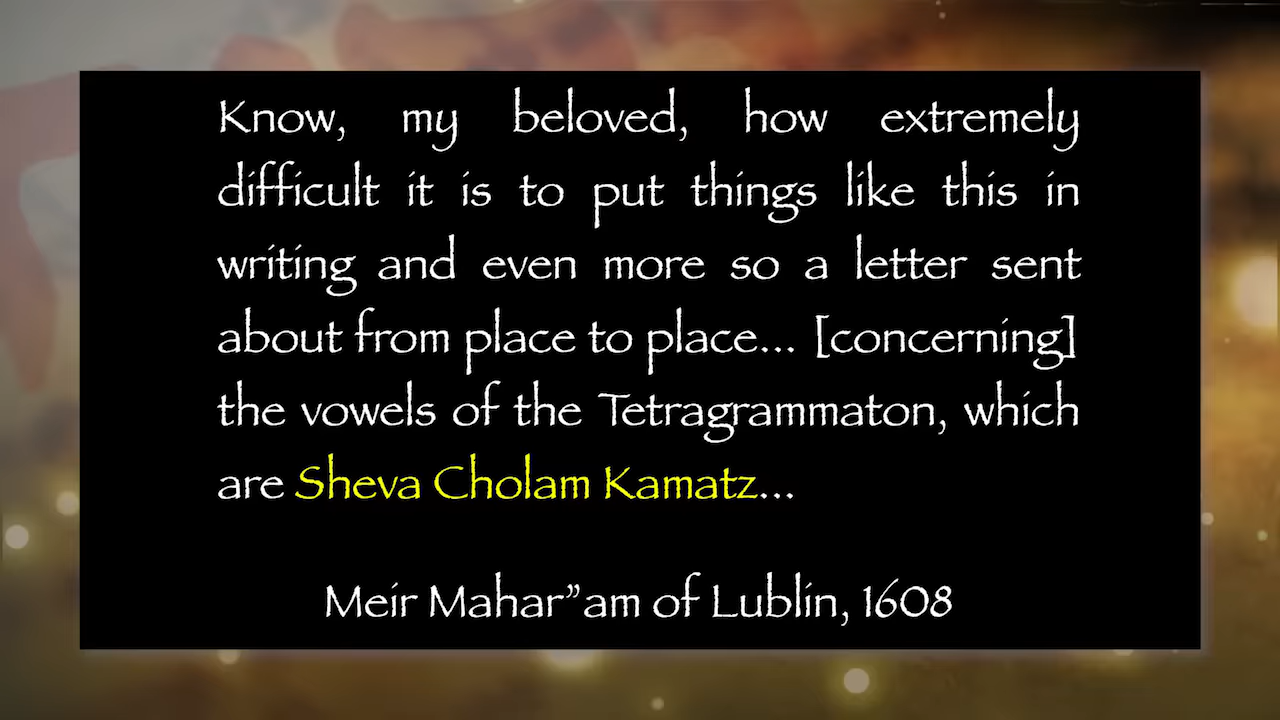 Know, my beloved, how extremely
difficult it is to put things like this in
writing and even more so a letter sent
about from place to place... [concerning]
the vowels of the Tetragrammaton, which
are Sheva Cholam Kamatz...
Meir Mahar”am of Lublin, 1608